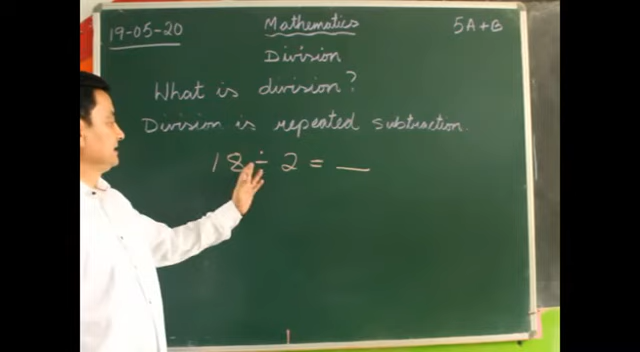 19-05-20 Mathematics 5A+B
Division
What is division?
Division is repeated subtraction.
18 ÷ 2 = __